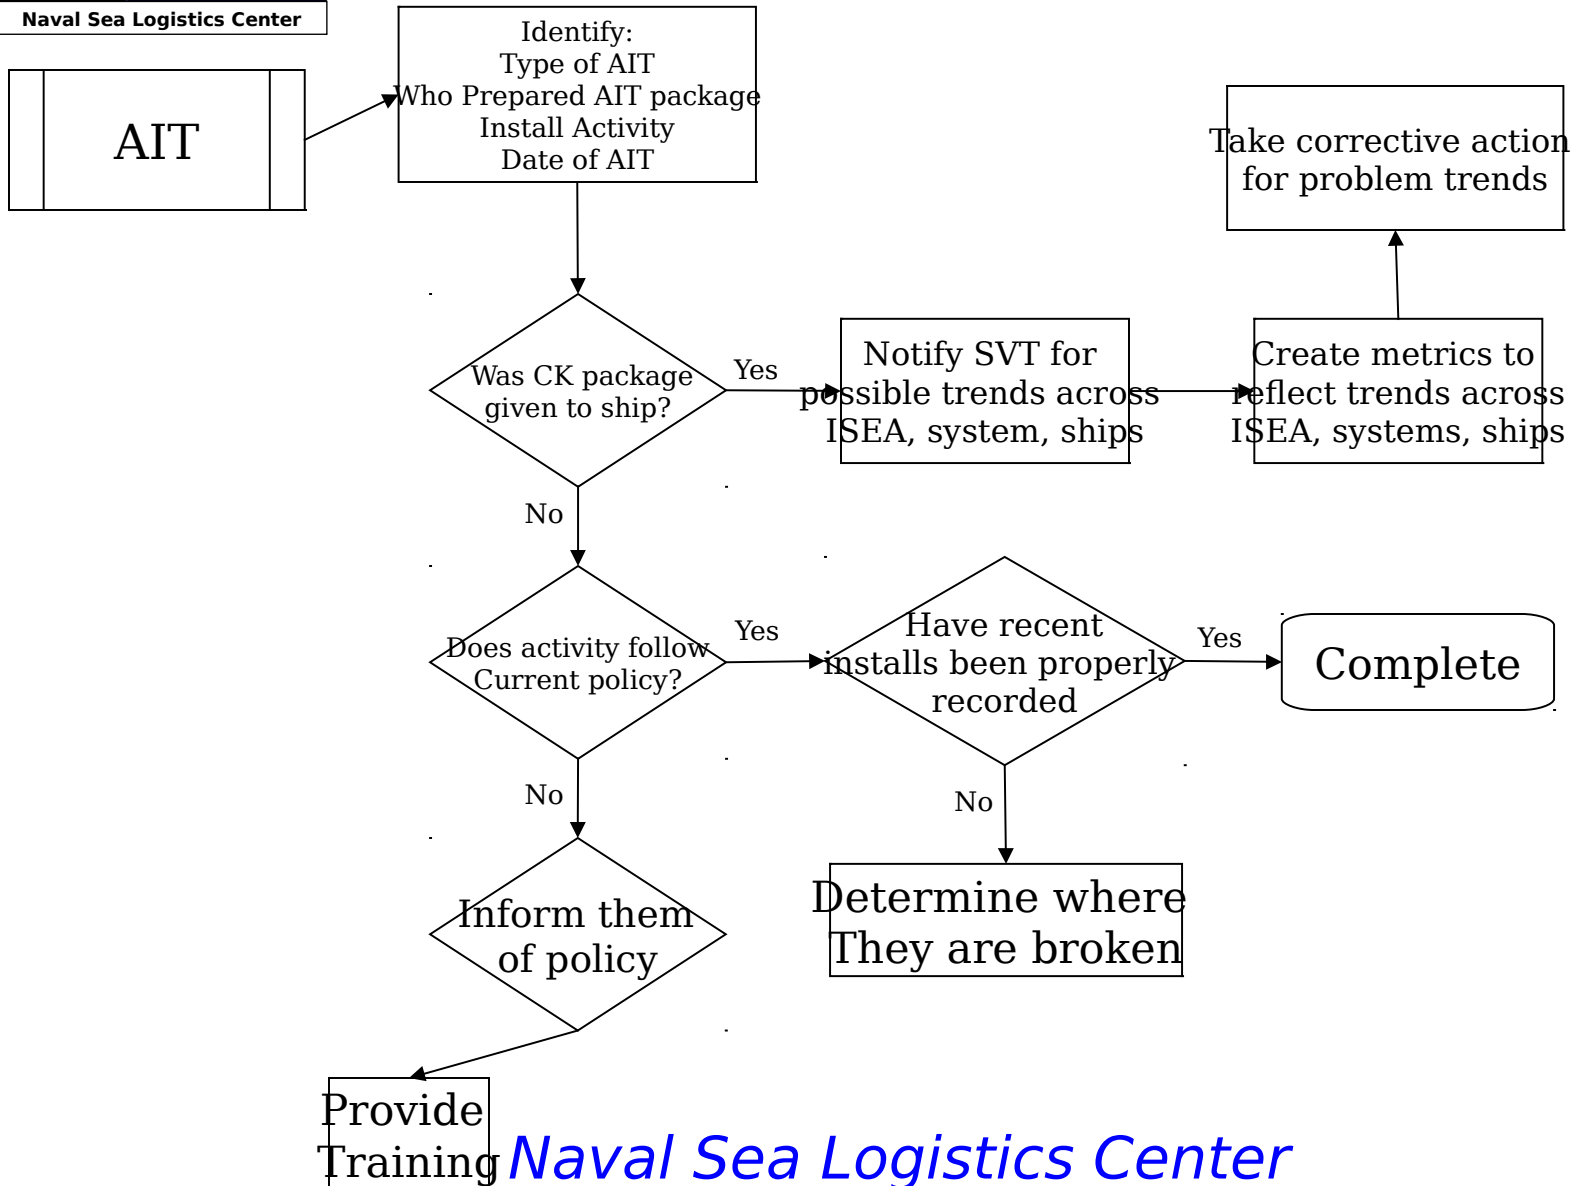 Naval Sea Logistics Center
AIT
Identify:
Type of AIT
Who Prepared AIT package
Install Activity
Date of AIT
Take corrective action
for problem trends
Was CK package
given to ship?
Yes
Notify SVT for
possible trends across
ISEA, system, ships
Create metrics to
reflect trends across
ISEA, systems, ships
No
Does activity follow
Current policy?
Yes
Have recent
installs been properly
recorded
Yes
Complete
No
No
Inform them
of policy
Determine where
They are broken
Provide
Training
Naval Sea Logistics Center